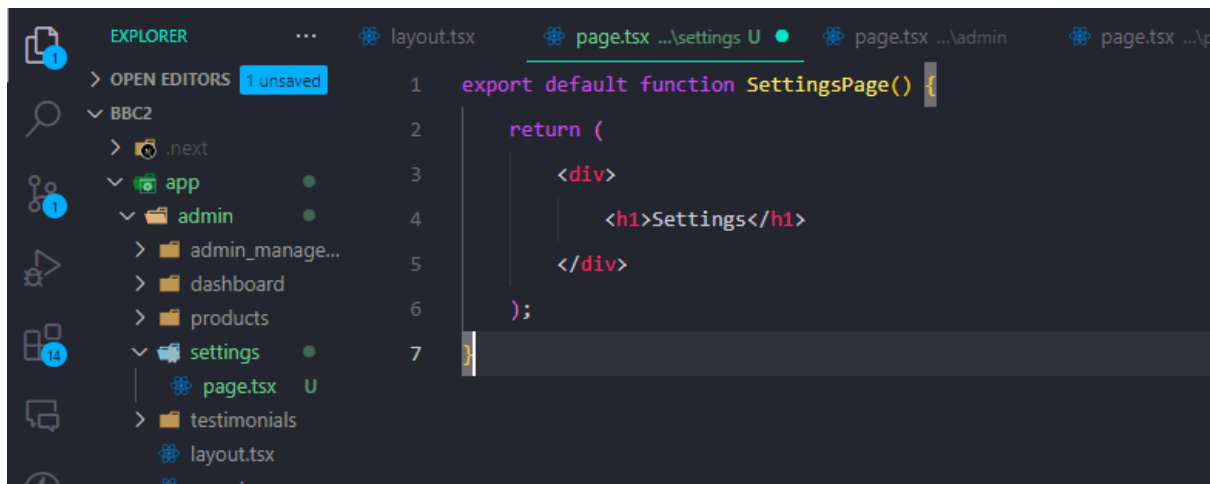 EXPLORER ...
OPEN EDITORS 1 unsaved
BBC2
.next
app
admin
admin_manage...
dashboard
products
settings
page.tsx U
testimonials
layout.tsx
1
1
14
layout.tsx page.tsx ...\settings U page.tsx ...\admin page.tsx ...\p
1 export default function SettingsPage() {
2 return (
3 <div>
4 <h1>Settings</h1>
5 </div>
6 );
7 }